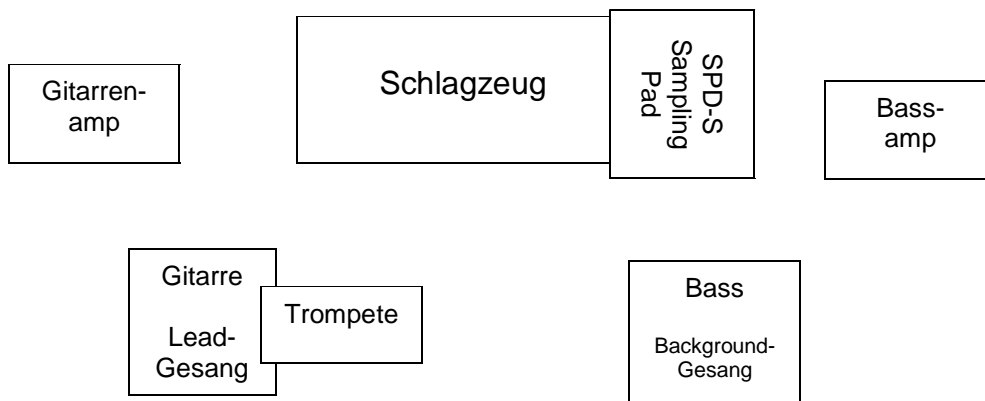 Gitarren-
amp
Schlagzeug
SPD-S
Sampling
Pad
Bass-
amp
Gitarre
Lead-
Gesang
Trompete
Bass
Background-
Gesang